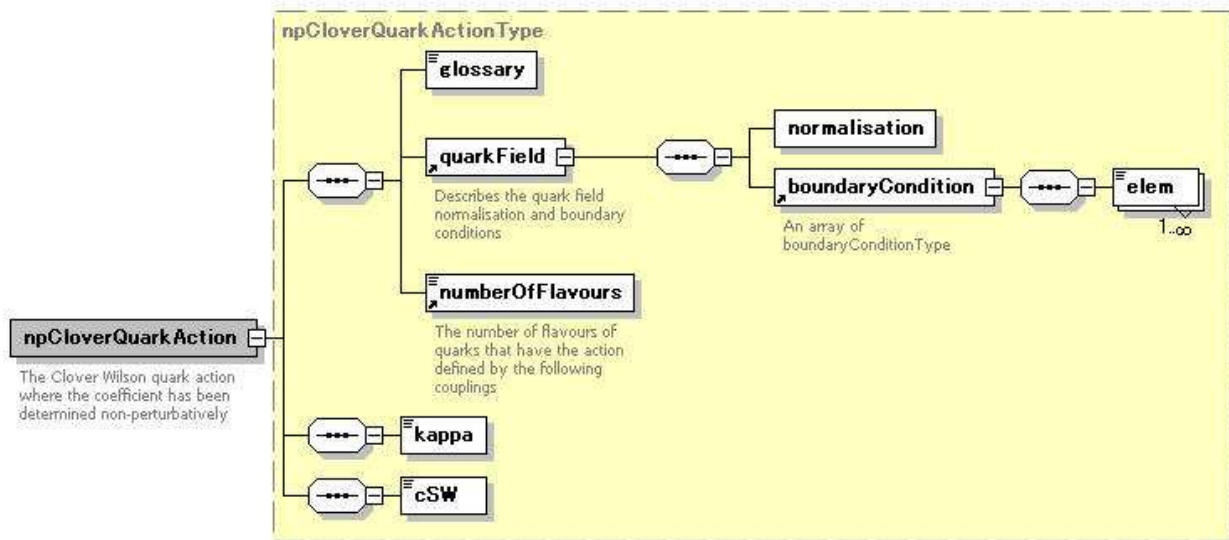 npCloverQuarkActionType
glossary
quarkField
Describes the quark field
normalisation and boundary
conditions
normalisation
boundaryCondition
An array of
boundaryConditionType
elem
1..∞
numberOfFlavours
The number of flavours of
quarks that have the action
defined by the following
couplings
npCloverQuarkAction
The Clover Wilson quark action
where the coefficient has been
determined non-perturbatively
kappa
cSW